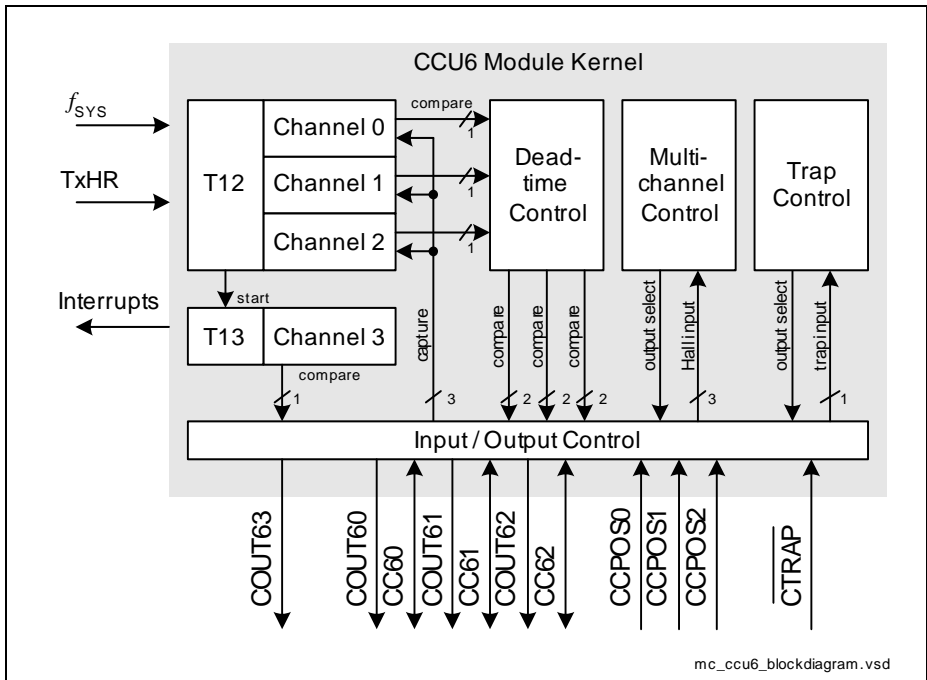 CCU6 Module Kernel
fSYS
TxHR
Interrupts
T12
Channel 0
Channel 1
Channel 2
compare
1
1
1
Dead-
time
Control
Multi-
channel
Control
Trap
Control
start
T13
Channel 3
compare
1
capture
3
compare
2
compare
2
compare
2
output select
Hall input
3
output select
trap input
1
Input / Output Control
COUT63
COUT60
CC60
COUT61
CC61
COUT62
CC62
CCPOS0
CCPOS1
CCPOS2
CTRAP
mc_ccu6_blockdiagram.vsd